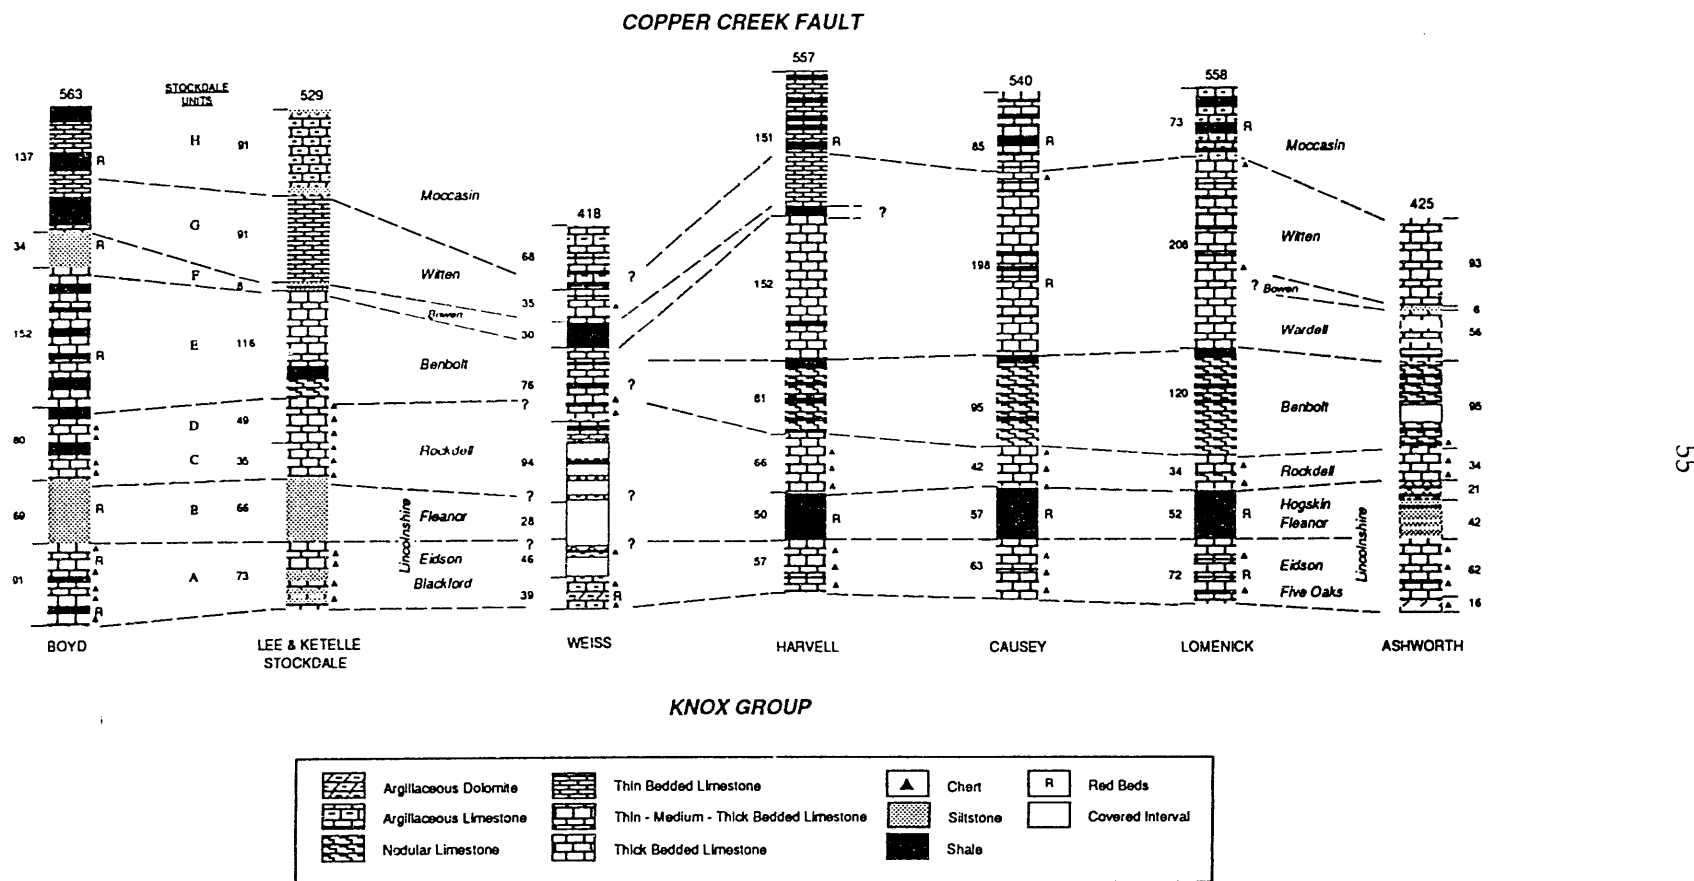 COPPER CREEK FAULT
563
STOCKDALE
UNITS
529
418
557
540
558
425
137
R
34
R
152
R
80
69
R
91
R
R
BOYD
H
91
G
91
F
8
E
116
D
49
C
35
B
66
A
73
LEE & KETELLE
STOCKDALE
Moccasin
Witten
Bowen
Benbolt
Rockdell
Fleanor
Lincolnshire
Eidson
Blackford
68
35
30
76
94
28
46
39
?
?
?
?
?
?
?
R
WEISS
151
R
?
152
81
66
50
R
57
HARVELL
85
R
198
R
95
42
57
R
63
CAUSEY
73
R
208
120
34
52
R
72
R
LOMENICK
Moccasin
Witten
? Bowen
Wardell
Benbolt
Rockdell
Hogskin
Fleanor
Lincolnshire
Eidson
Five Oaks
93
6
56
95
34
21
42
62
16
ASHWORTH
55
KNOX GROUP
Argillaceous Dolomite
Argillaceous Limestone
Nodular Limestone
Thin Bedded Limestone
Thin - Medium - Thick Bedded Limestone
Thick Bedded Limestone
Chert
Siltstone
Shale
R
Red Beds
Covered Interval